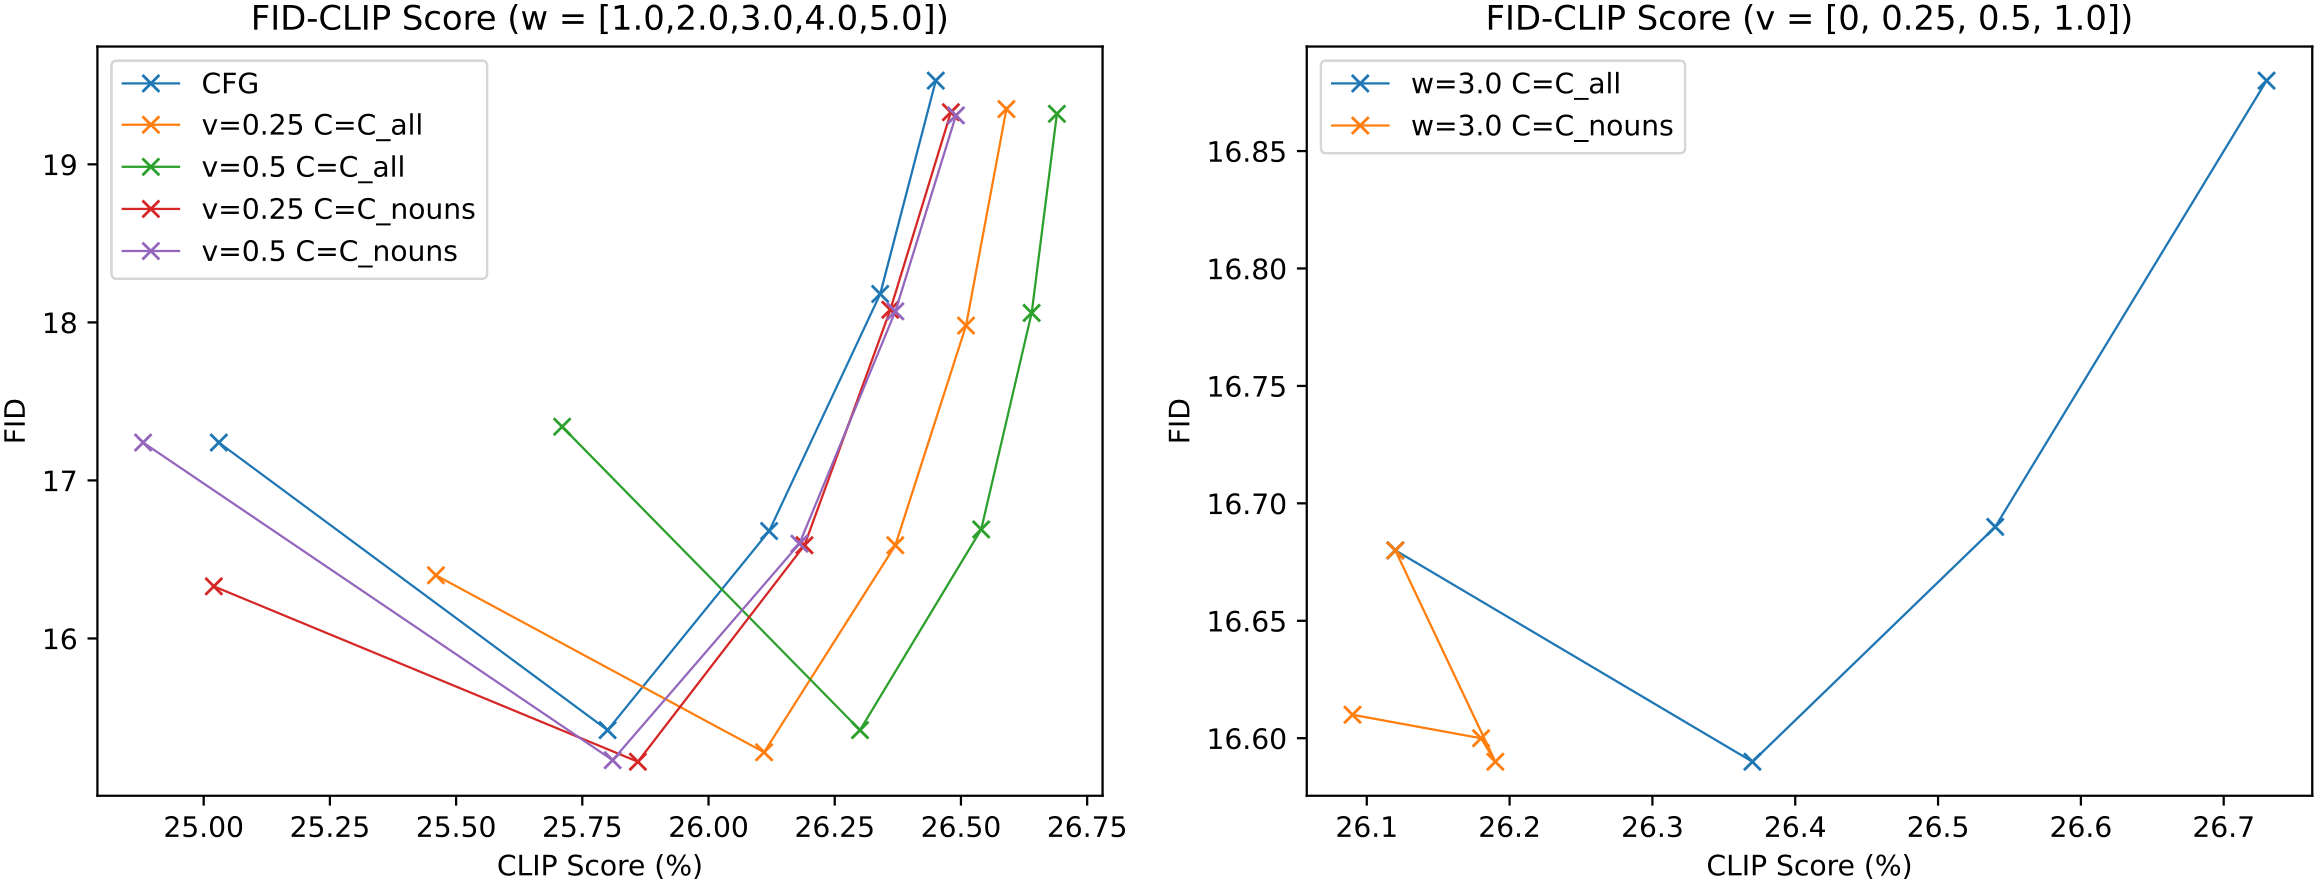 FID-CLIP Score (w = [1.0,2.0,3.0,4.0,5.0])
CFG
v=0.25 C=C_all
v=0.5 C=C_all
v=0.25 C=C_nouns
v=0.5 C=C_nouns
19
18
17
16
FID
25.00 25.25 25.50 25.75 26.00 26.25 26.50 26.75
CLIP Score (%)
FID-CLIP Score (v = [0, 0.25, 0.5, 1.0])
w=3.0 C=C_all
w=3.0 C=C_nouns
16.85
16.80
16.75
16.70
16.65
16.60
FID
26.1 26.2 26.3 26.4 26.5 26.6 26.7
CLIP Score (%)